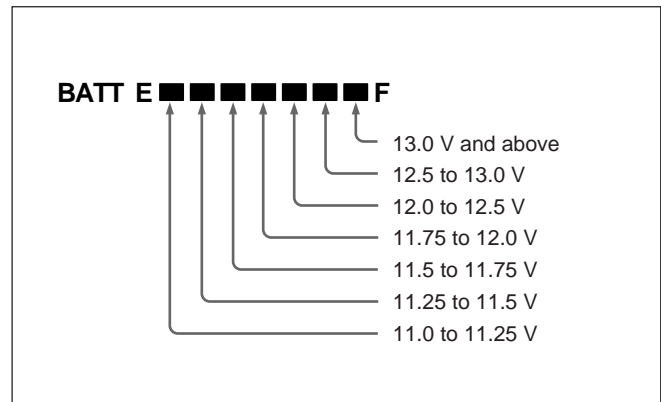 BATT E ■ ■ ■ ■ ■ ■ ■ F
13.0 V and above
12.5 to 13.0 V
12.0 to 12.5 V
11.75 to 12.0 V
11.5 to 11.75 V
11.25 to 11.5 V
11.0 to 11.25 V